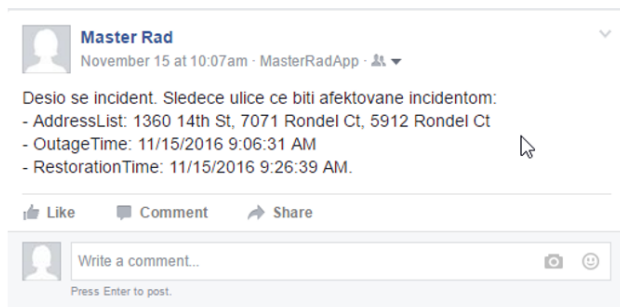 Master Rad
November 15 at 10:07am · MasterRadApp ·
Desio se incident. Sledece ulice ce biti afektovane incidentom:
- AddressList: 1360 14th St, 7071 Rondel Ct, 5912 Rondel Ct
- OutageTime: 11/15/2016 9:06:31 AM
- RestorationTime: 11/15/2016 9:26:39 AM.
Like Comment Share
Write a comment...
Press Enter to post.